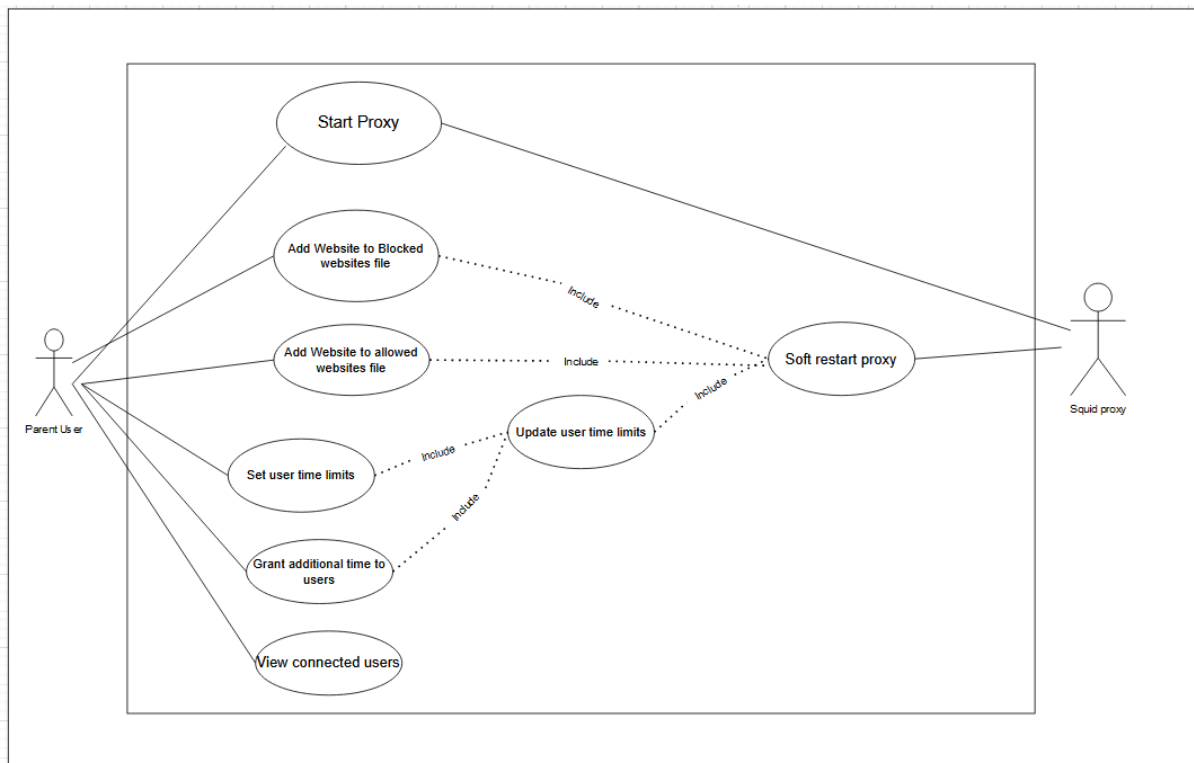 Start Proxy
Add Website to Blocked
websites file
Include
Add Website to allowed
websites file
Include
Soft restart proxy
Include
Squid proxy
Parent User
Update user time limits
Include
Set user time limits
Include
Grant additional time to
users
View connected users